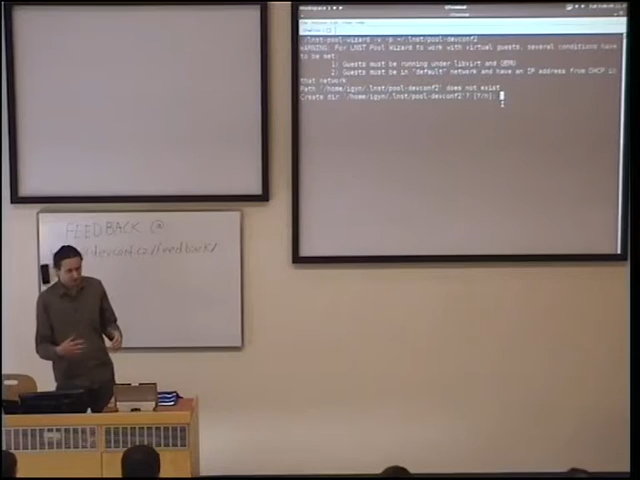 ./lnst-pool-wizard -v -p ~/.lnst/pool-devconf2
WARNING: For LNST Pool Wizard to work with virtual guests, several conditions have
to be met:
1) Guests must be running under libvirt and QEMU
2) Guests must be in "default" network and have an IP address from DHCP in
that network
Path '/home/igyn/.lnst/pool-devconf2' does not exist
Create dir '/home/igyn/.lnst/pool-devconf2'? [Y/n]:
FEEDBACK @
devconf.cz/feedback/